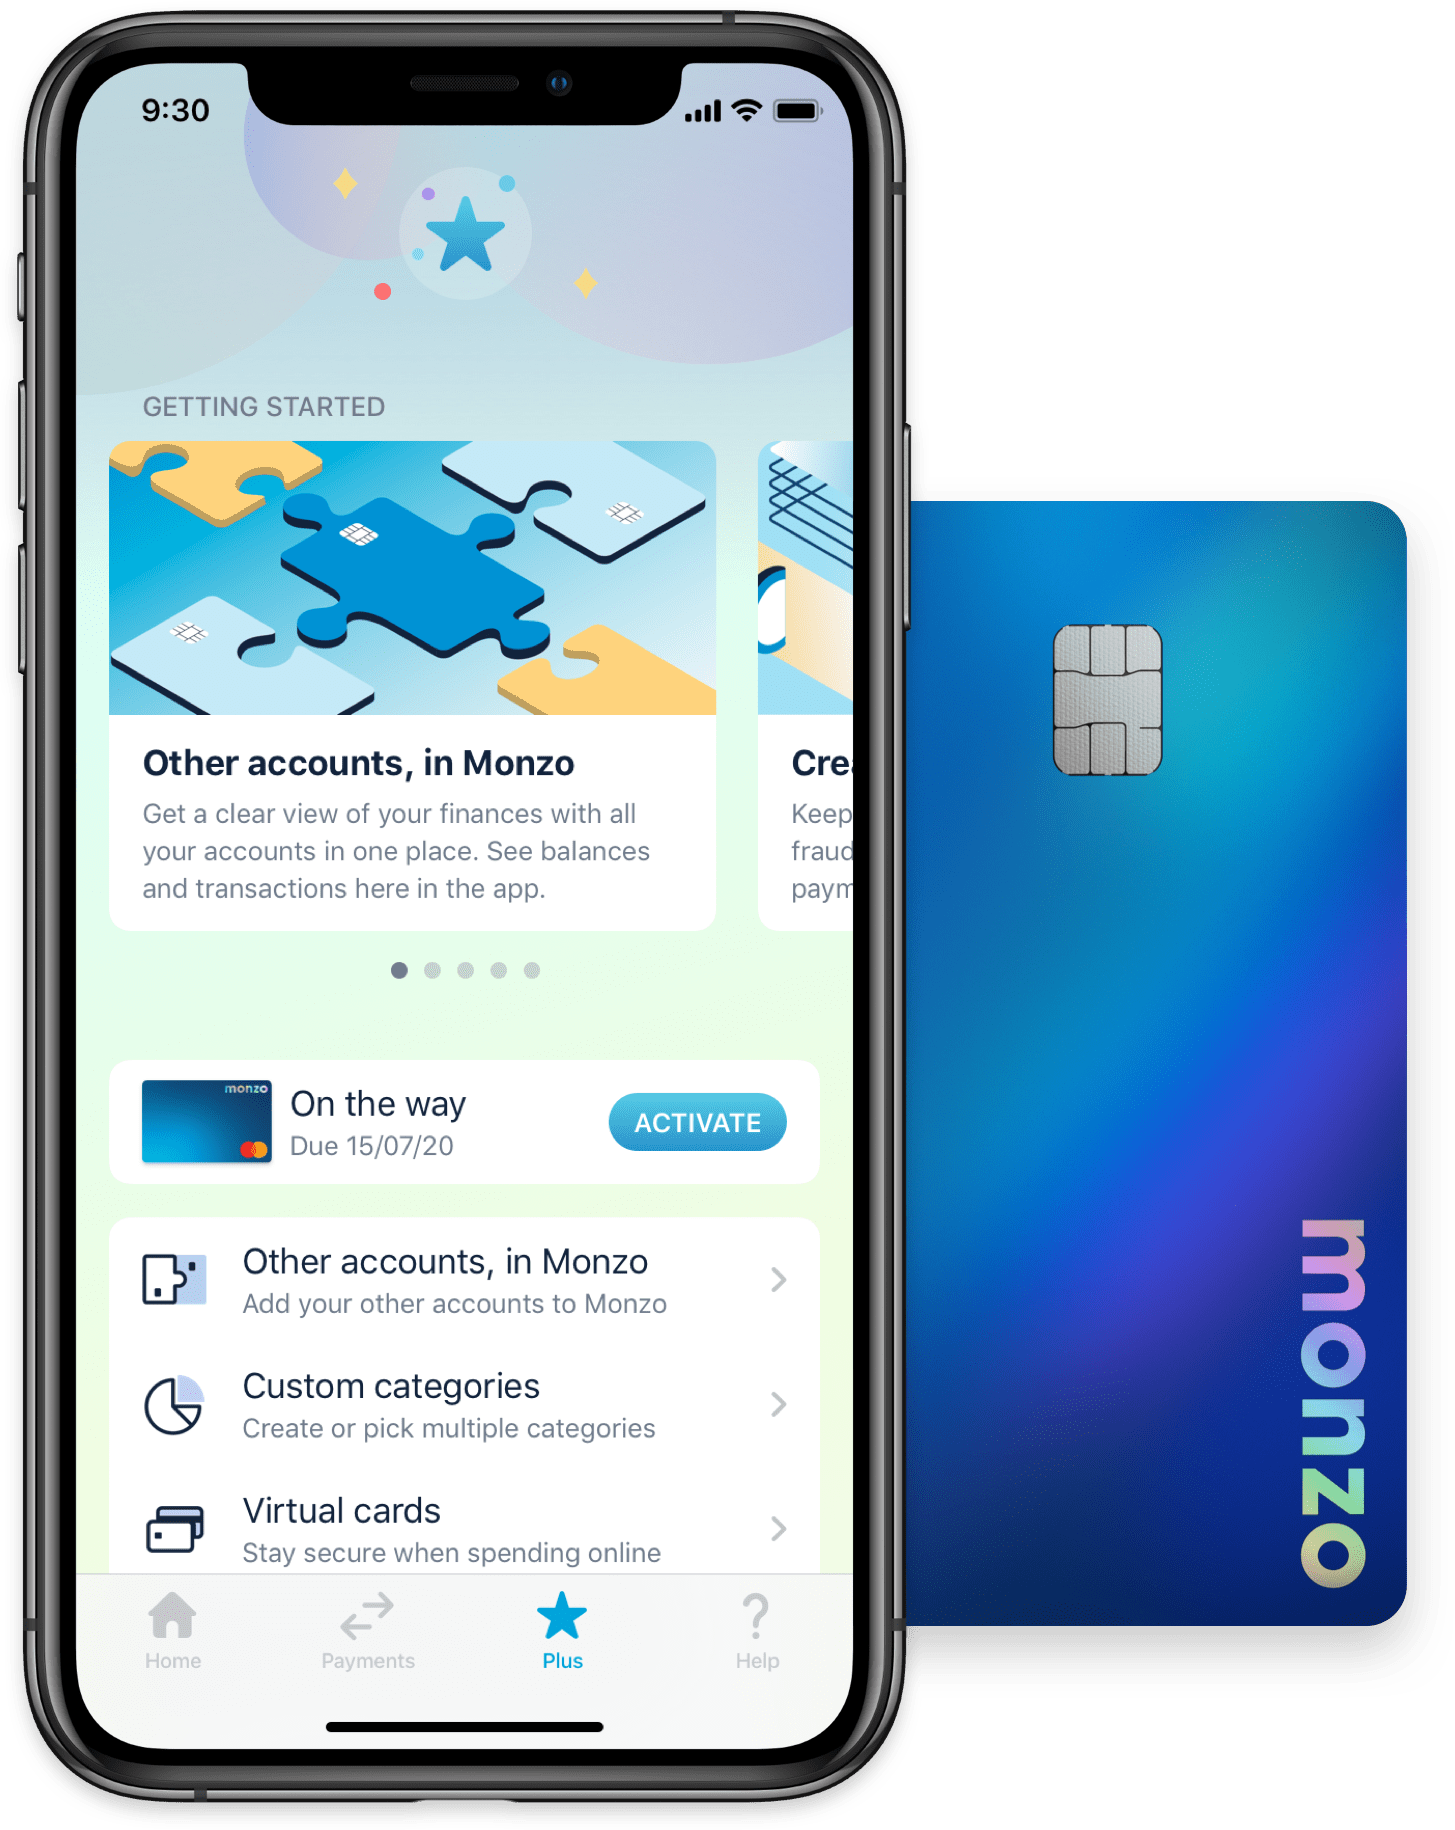 9:30
GETTING STARTED
Other accounts, in Monzo
Get a clear view of your finances with all
your accounts in one place. See balances
and transactions here in the app.
Keep
fraud
monzo
On the way
Due 15/07/20
ACTIVATE
Other accounts, in Monzo
Add your other accounts to Monzo
Custom categories
Create or pick multiple categories
Virtual cards
Stay secure when spending online
Home
Payments
Plus
Help
monzo